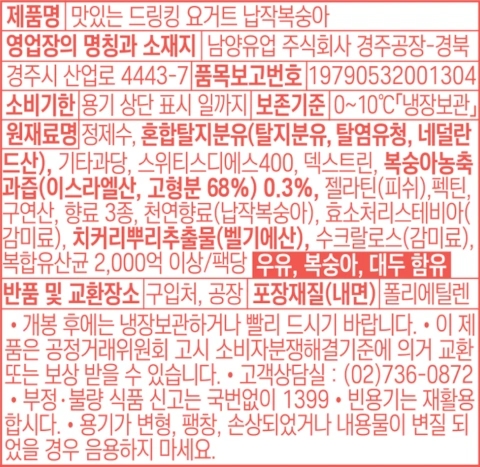 제품명 맛있는 드링킹 요거트 납작복숭아
영업장의 명칭과 소재지 남양유업 주식회사 경주공장-경북
경주시 산업로 4443-7 품목보고번호 19790532001304
소비기한 용기 상단 표시 일까지 보존기준 0~10℃「냉장보관」
원재료명 정제수, 혼합탈지분유(탈지분유, 탈염유청, 네덜란
드산), 기타과당, 스위티스디에스400, 덱스트린, 복숭아농축
과즙(이스라엘산, 고형분 68%) 0.3%, 젤라틴(피쉬),펙틴,
구연산, 향료 3종, 천연향료(납작복숭아), 효소처리스테비아(
감미료), 치커리뿌리추출물(벨기에산), 수크랄로스(감미료),
복합유산균 2,000억 이상/팩당 우유, 복숭아, 대두 함유
반품 및 교환장소 구입처, 공장 포장재질(내면) 폴리에틸렌
• 개봉 후에는 냉장보관하거나 빨리 드시기 바랍니다. • 이 제
품은 공정거래위원회 고시 소비자분쟁해결기준에 의거 교환
또는 보상 받을 수 있습니다. • 고객상담실 : (02)736-0872
• 부정·불량 식품 신고는 국번없이 1399 • 빈용기는 재활용
합시다. • 용기가 변형, 팽창, 손상되었거나 내용물이 변질 되
었을 경우 음용하지 마세요.